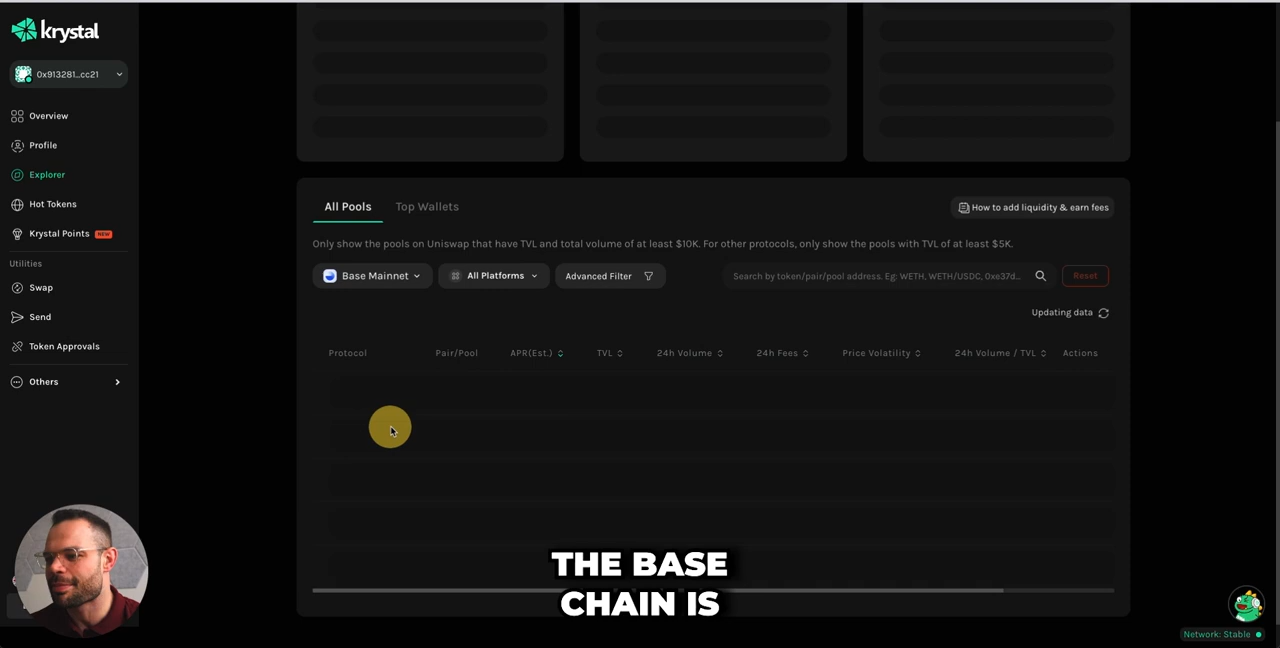 krystal
0x913281...cc21
Overview
Profile
Explorer
Hot Tokens
Krystal Points NEW
Utilities
Swap
Send
Token Approvals
Others
All Pools
Top Wallets
How to add liquidity & earn fees
Only show the pools on Uniswap that have TVL and total volume of at least $10K. For other protocols, only show the pools with TVL of at least $5K.
Base Mainnet
All Platforms
Advanced Filter
Search by token/pair/pool address. Eg: WETH, WETH/USDC, 0xe37d...
Reset
Updating data
Protocol Pair/Pool APR(Est.) TVL 24h Volume 24h Fees Price Volatility 24h Volume / TVL Actions
THE BASE
CHAIN IS
Network: Stable